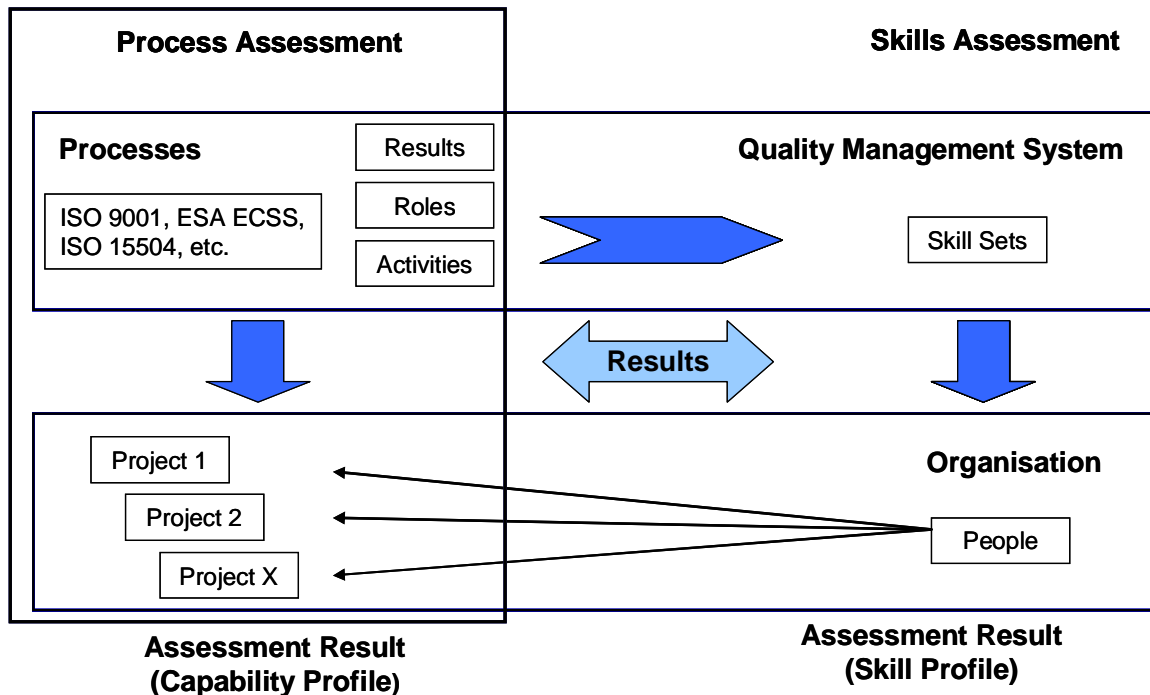 Process Assessment
Skills Assessment
Processes
ISO 9001, ESA ECSS,
ISO 15504, etc.
Results
Roles
Activities
Quality Management System
Skill Sets
Results
Project 1
Project 2
Project X
Organisation
People
Assessment Result
(Capability Profile)
Assessment Result
(Skill Profile)